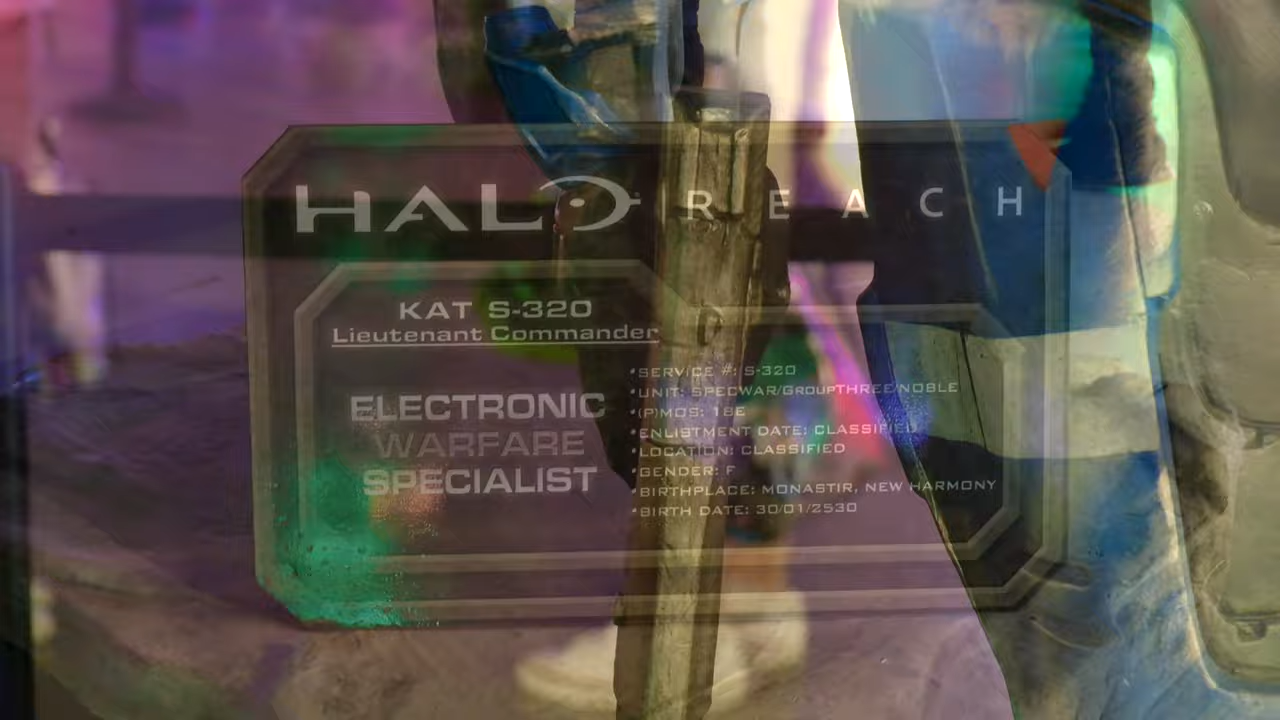 HALO REACH
KAT S-320
Lieutenant Commander
ELECTRONIC
WARFARE
SPECIALIST
*SERVICE #: S-320
*UNIT: SPECWAR/GROUPTHREE/NOBLE
*(P)MOS: 18E
*ENLISTMENT DATE: CLASSIFIED
*LOCATION: CLASSIFIED
*GENDER: F
*BIRTHPLACE: MONASTIR, NEW HARMONY
*BIRTH DATE: 30/01/2530